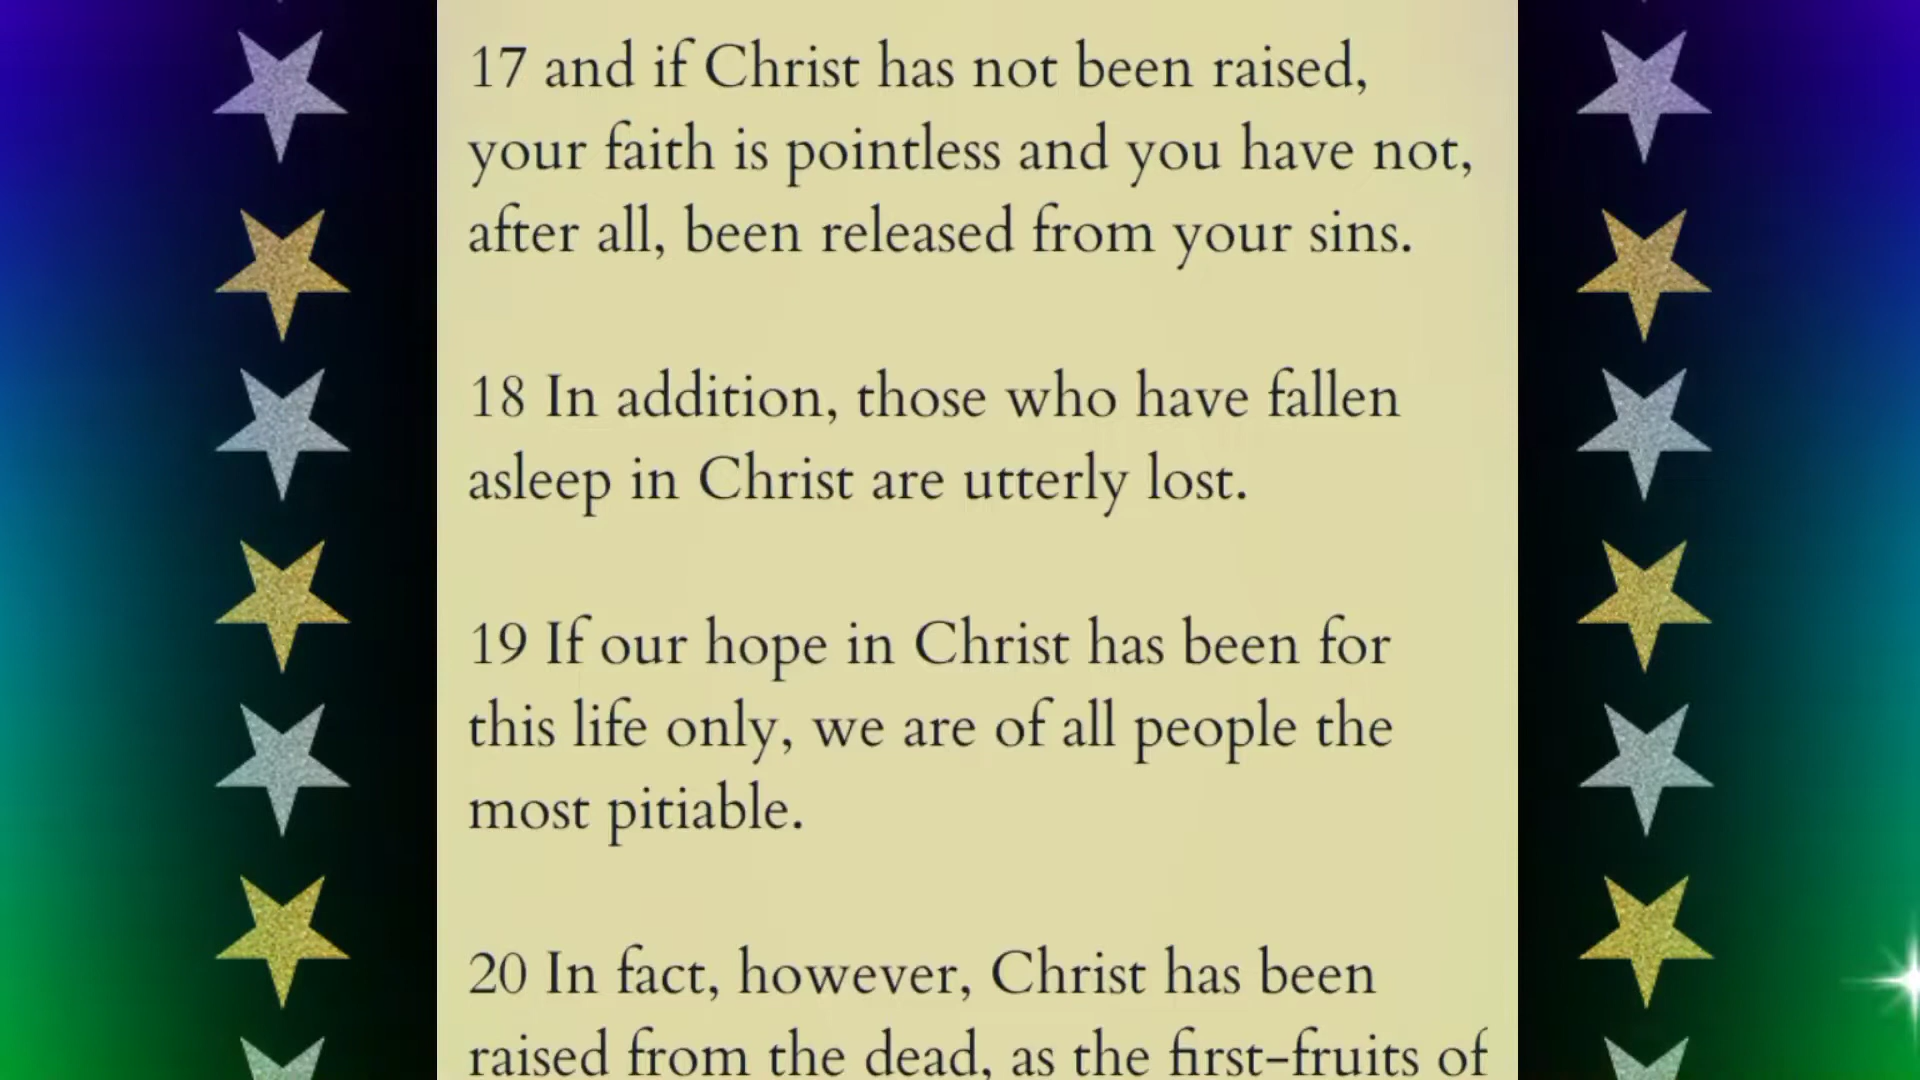 17 and if Christ has not been raised,
your faith is pointless and you have not,
after all, been released from your sins.
18 In addition, those who have fallen
asleep in Christ are utterly lost.
19 If our hope in Christ has been for
this life only, we are of all people the
most pitiable.
20 In fact, however, Christ has been
raised from the dead, as the first-fruits of